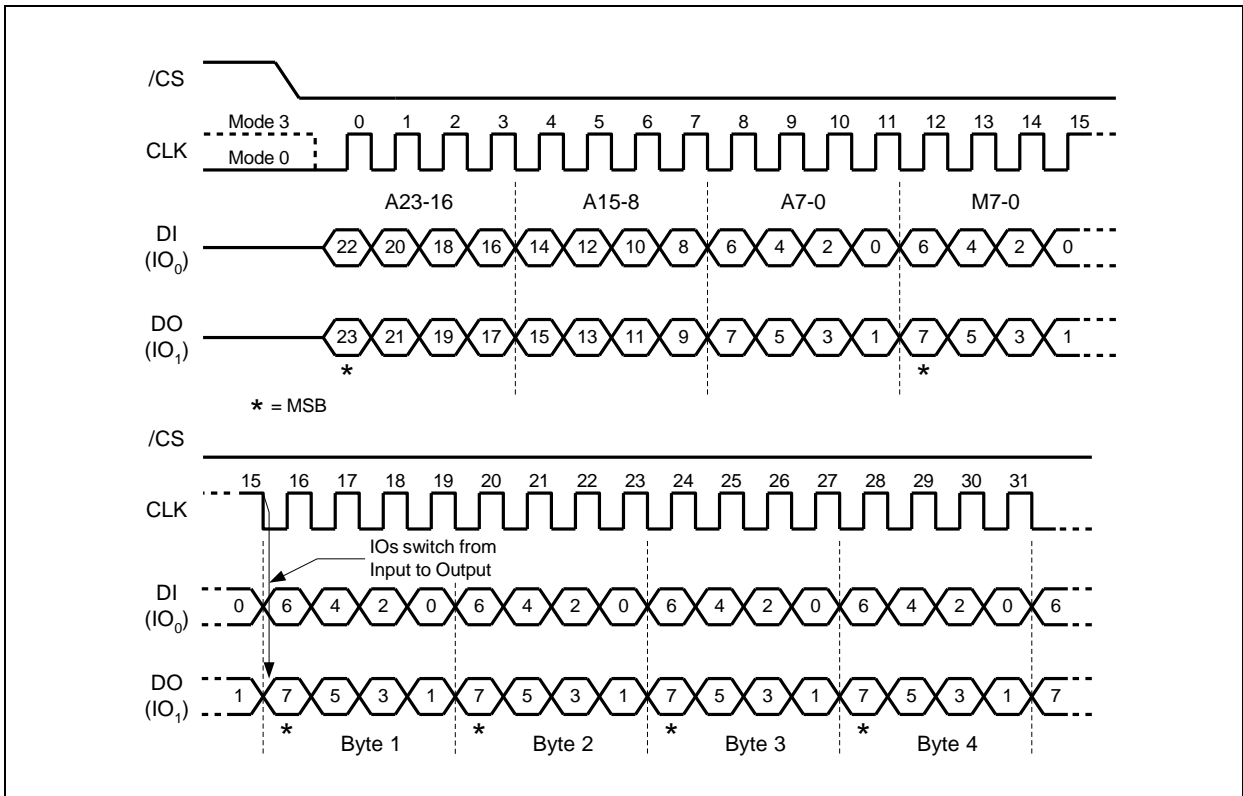 /CS
Mode 3 0 1 2 3 4 5 6 7 8 9 10 11 12 13 14 15
CLK Mode 0
A23-16 A15-8 A7-0 M7-0
DI
(IO0) 22 20 18 16 14 12 10 8 6 4 2 0 6 4 2 0
DO
(IO1) 23 21 19 17 15 13 11 9 7 5 3 1 7 5 3 1
* *
* = MSB
/CS
15 16 17 18 19 20 21 22 23 24 25 26 27 28 29 30 31
CLK
IOs switch from
Input to Output
DI
(IO0) 0 6 4 2 0 6 4 2 0 6 4 2 0 6 4 2 0 6
DO
(IO1) 1 7 5 3 1 7 5 3 1 7 5 3 1 7 5 3 1 7
* * * *
Byte 1 Byte 2 Byte 3 Byte 4